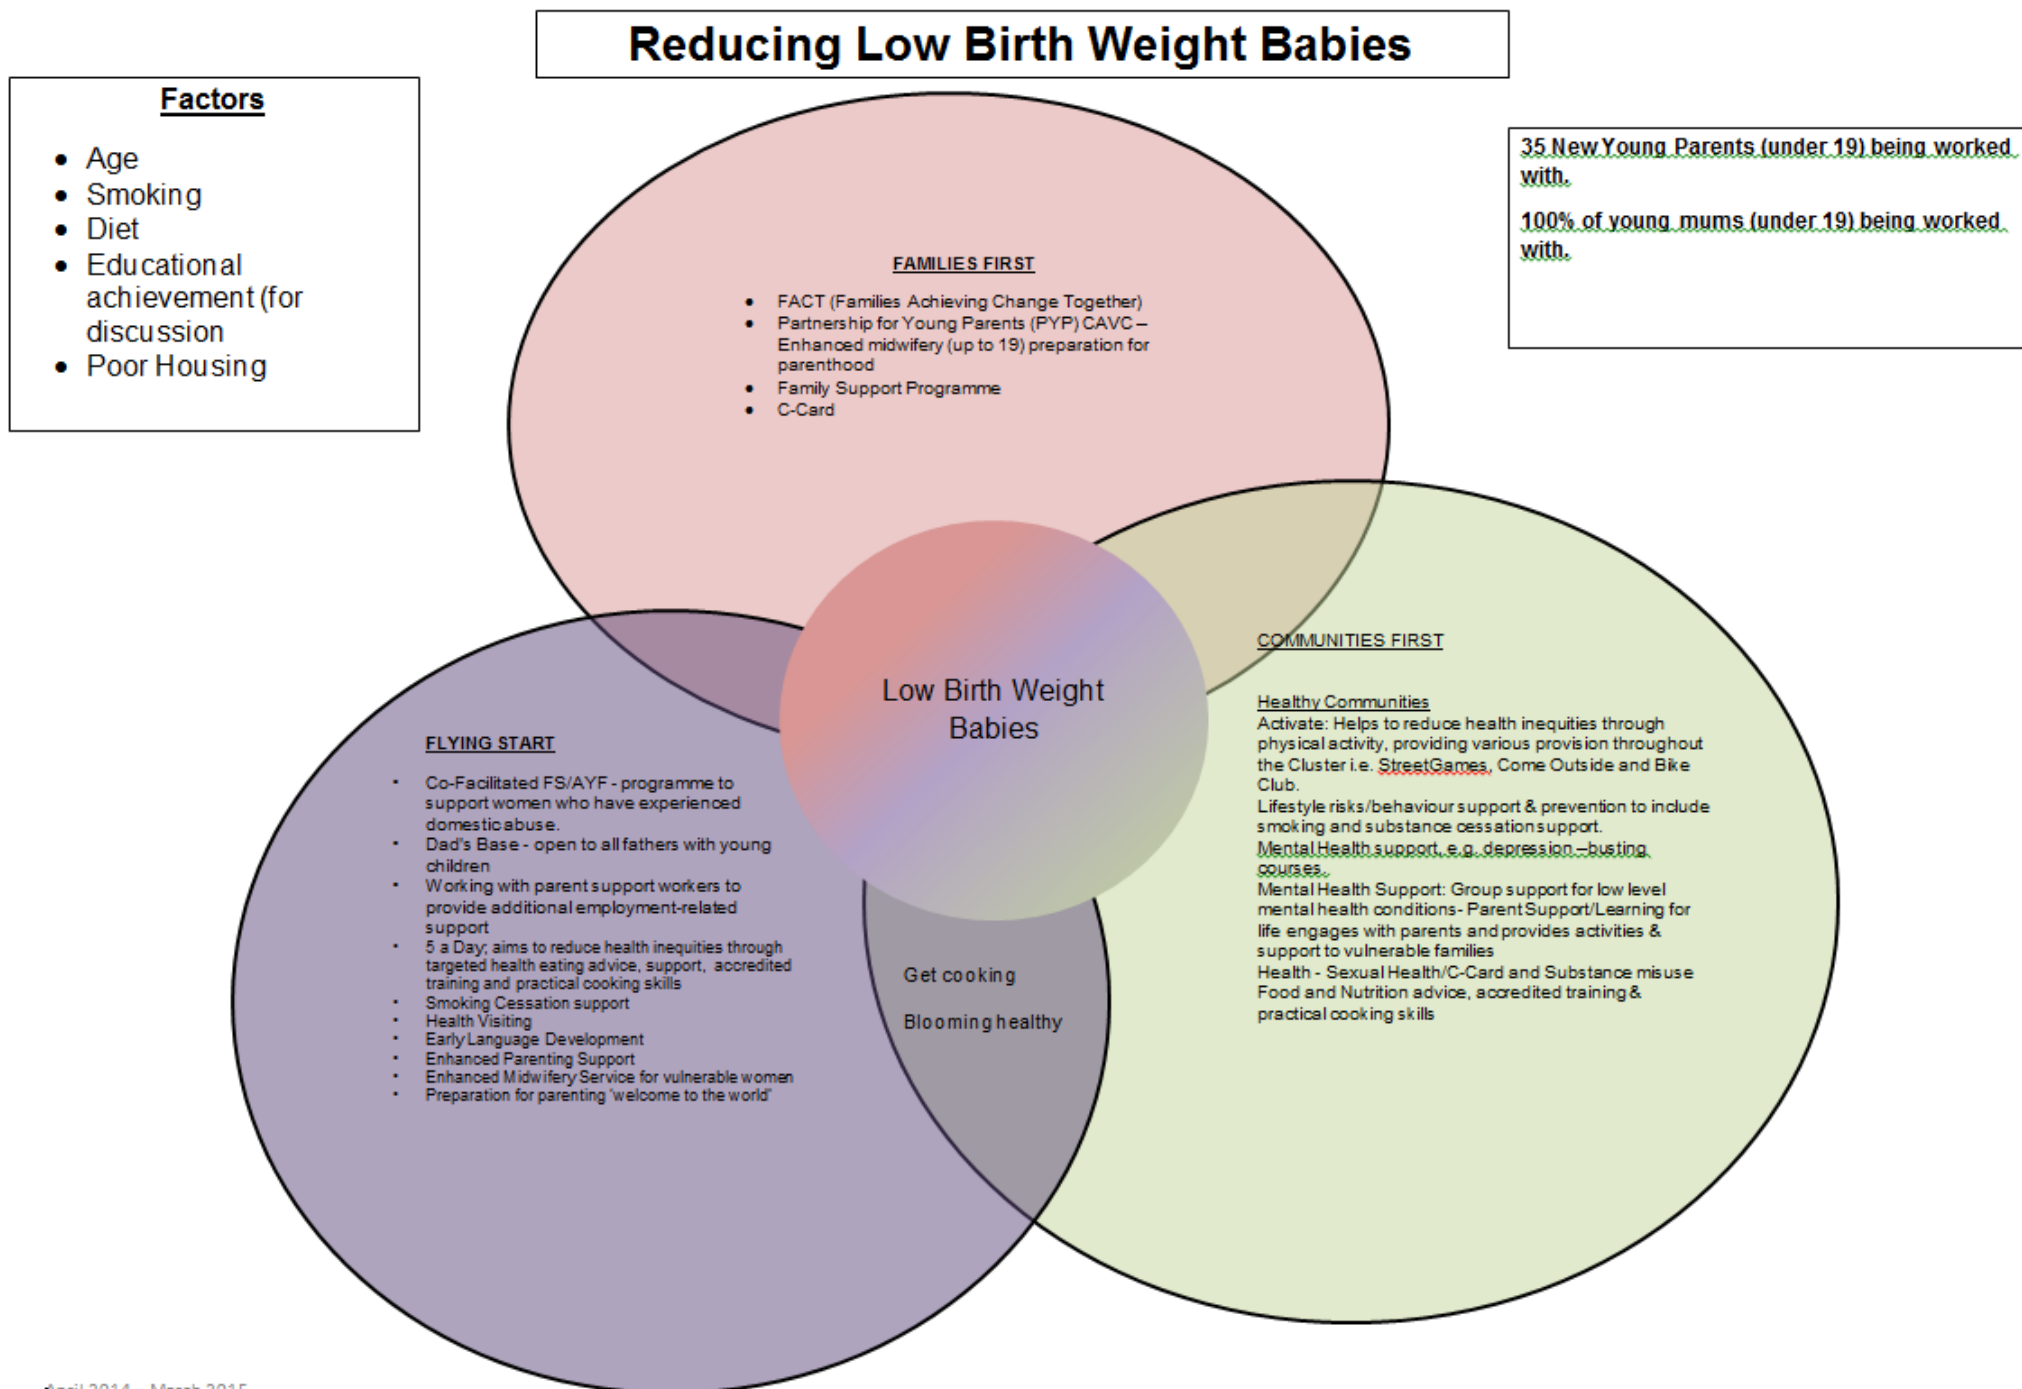 Reducing Low Birth Weight Babies
Factors
• Age
• Smoking
• Diet
• Educational
achievement (for
discussion
• Poor Housing
35 New Young Parents (under 19) being worked
with.
100% of young mums (under 19) being worked
with.
FAMILIES FIRST
• FACT (Families Achieving Change Together)
• Partnership for Young Parents (PYP) CAVC –
Enhanced midwifery (up to 19) preparation for
parenthood
• Family Support Programme
• C-Card
Low Birth Weight
Babies
COMMUNITIES FIRST
Healthy Communities
Activate: Helps to reduce health inequities through
physical activity, providing various provision throughout
the Cluster i.e. StreetGames, Come Outside and Bike
Club.
Lifestyle risks/behaviour support & prevention to include
smoking and substance cessation support.
Mental Health support, e.g. depression –busting
courses.
Mental Health Support: Group support for low level
mental health conditions- Parent Support/Learning for
life engages with parents and provides activities &
support to vulnerable families
Health - Sexual Health/C-Card and Substance misuse
Food and Nutrition advice, accredited training &
practical cooking skills
FLYING START
▪ Co-Facilitated FS/AYF - programme to
support women who have experienced
domestic abuse.
▪ Dad's Base - open to all fathers with young
children
▪ Working with parent support workers to
provide additional employment-related
support
▪ 5 a Day; aims to reduce health inequities through
targeted health eating advice, support, accredited
training and practical cooking skills
▪ Smoking Cessation support
▪ Health Visiting
▪ Early Language Development
▪ Enhanced Parenting Support
▪ Enhanced Midwifery Service for vulnerable women
▪ Preparation for parenting 'welcome to the world'
Get cooking
Blooming healthy
April 2014 – March 2015